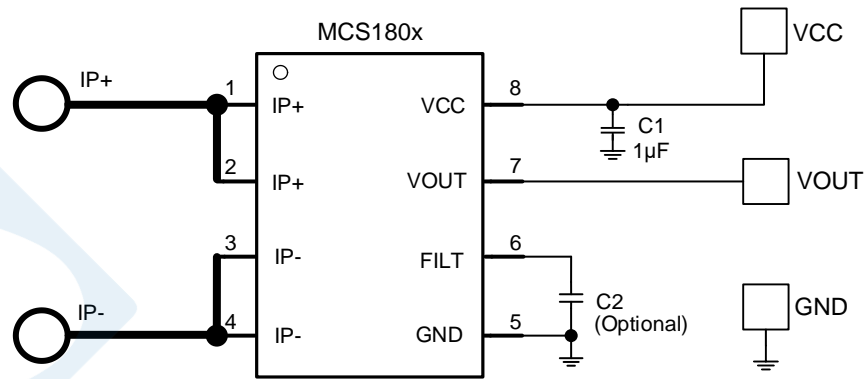 MCS180x
VCC
IP+
1
IP+
VCC
8
C1
1µF
2
IP+
VOUT
7
VOUT
3
IP-
FILT
6
C2
(Optional)
GND
IP-
4
IP-
GND
5